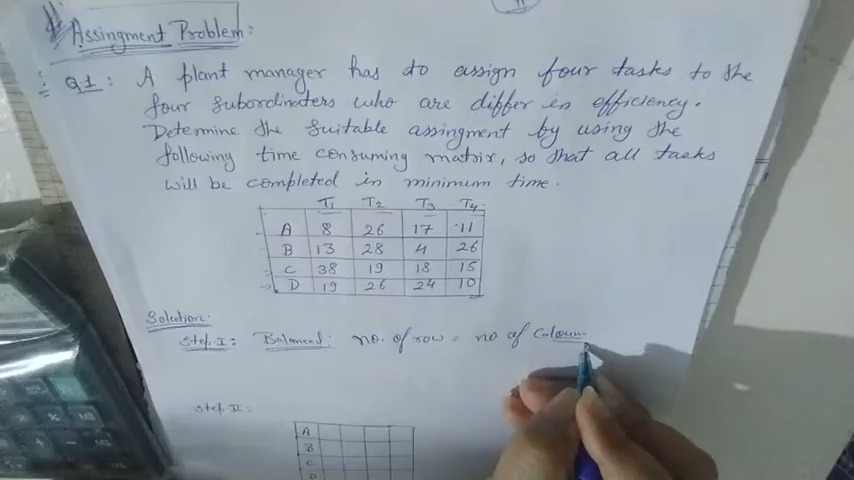 Assingment Problem:
Q1: A plant manager has to assign four tasks to the
four subordinaters who are differ in efficiency.
Determine the suitable assingment by using the
following time consuming matrix, so that all tasks
will be completed in minimum time.
T1 T2 T3 T4
A 8 26 17 11
B 13 28 4 26
C 38 19 18 15
D 19 26 24 10
Solution:
Step. I: Balanced: no. of row = no of Coloum
Step. II:
A
B
C
D